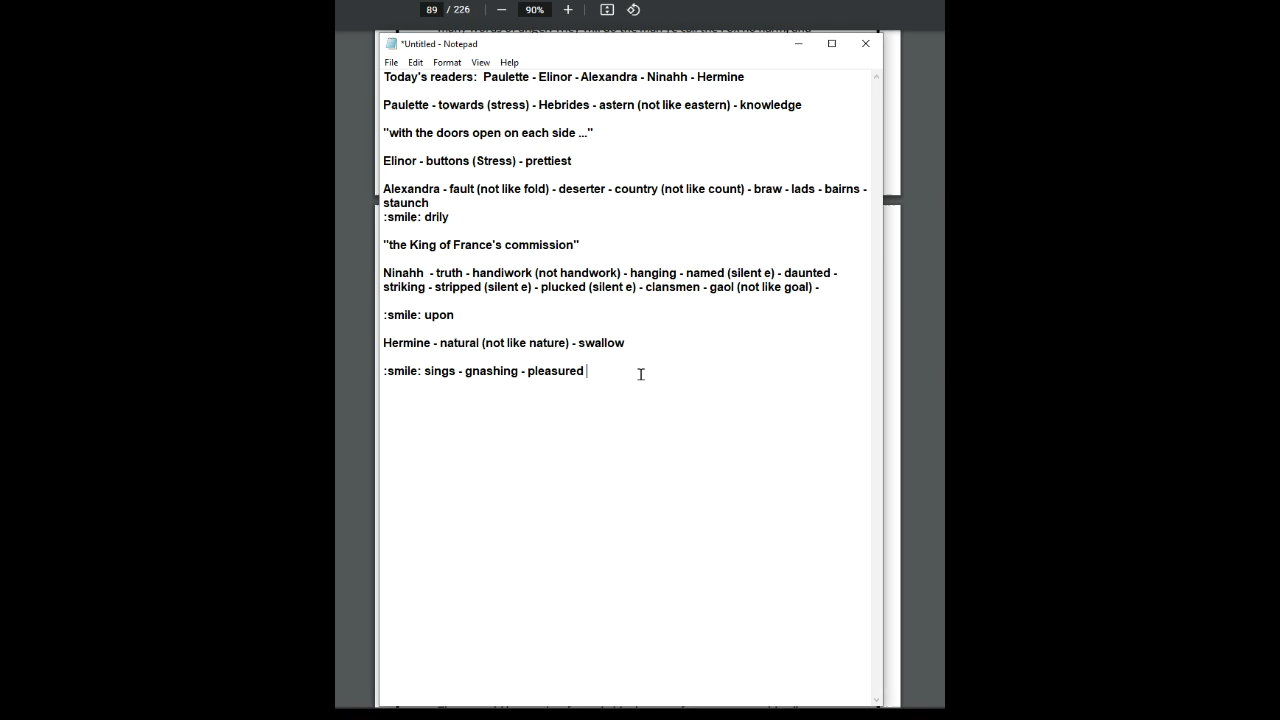 89 / 226
90%
*Untitled - Notepad
File Edit Format View Help
Today's readers:  Paulette - Elinor - Alexandra - Ninahh - Hermine
Paulette - towards (stress) - Hebrides - astern (not like eastern) - knowledge
"with the doors open on each side ..."
Elinor - buttons (Stress) - prettiest
Alexandra - fault (not like fold) - deserter - country (not like count) - braw - lads - bairns -
staunch
:smile: drily
"the King of France's commission"
Ninahh  - truth - handiwork (not handwork) - hanging - named (silent e) - daunted -
striking - stripped (silent e) - plucked (silent e) - clansmen - gaol (not like goal) -
:smile: upon
Hermine - natural (not like nature) - swallow
:smile: sings - gnashing - pleasured